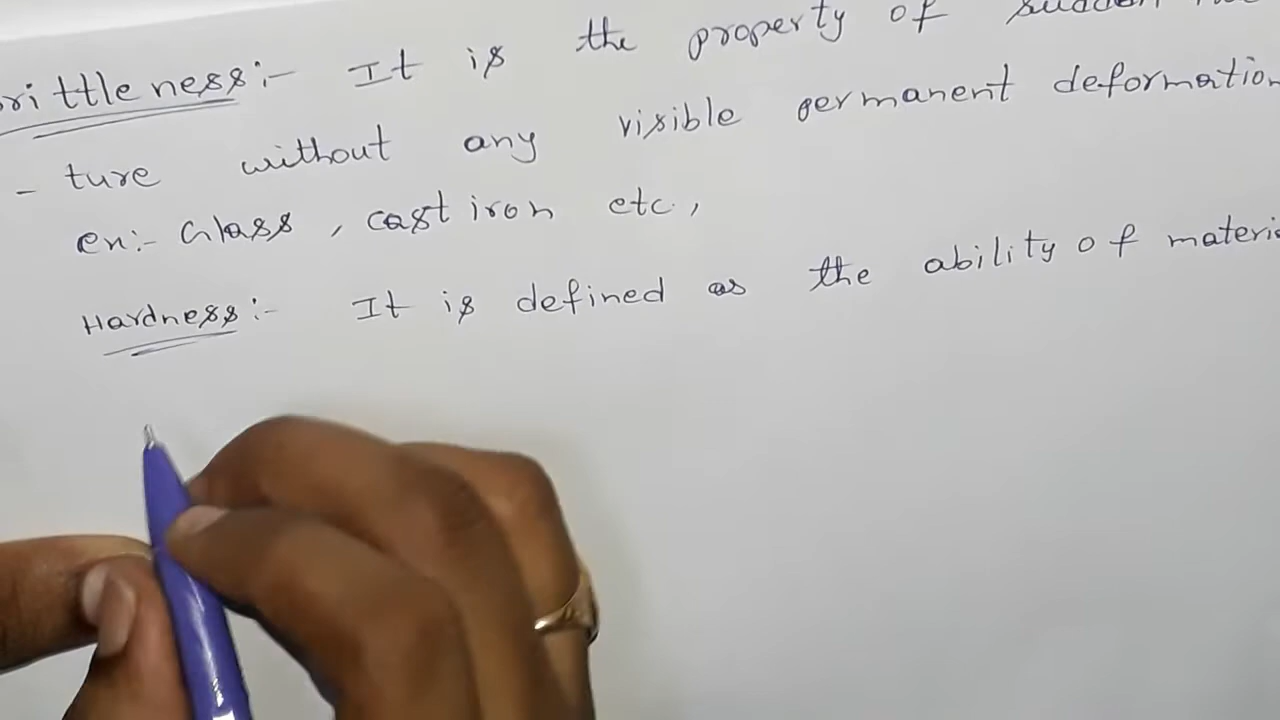 rittleness:- It is the property of sudden
- ture without any visible permanent deformation
ex:- Glass, cast iron etc.,
Hardness:- It is defined as the ability of materi